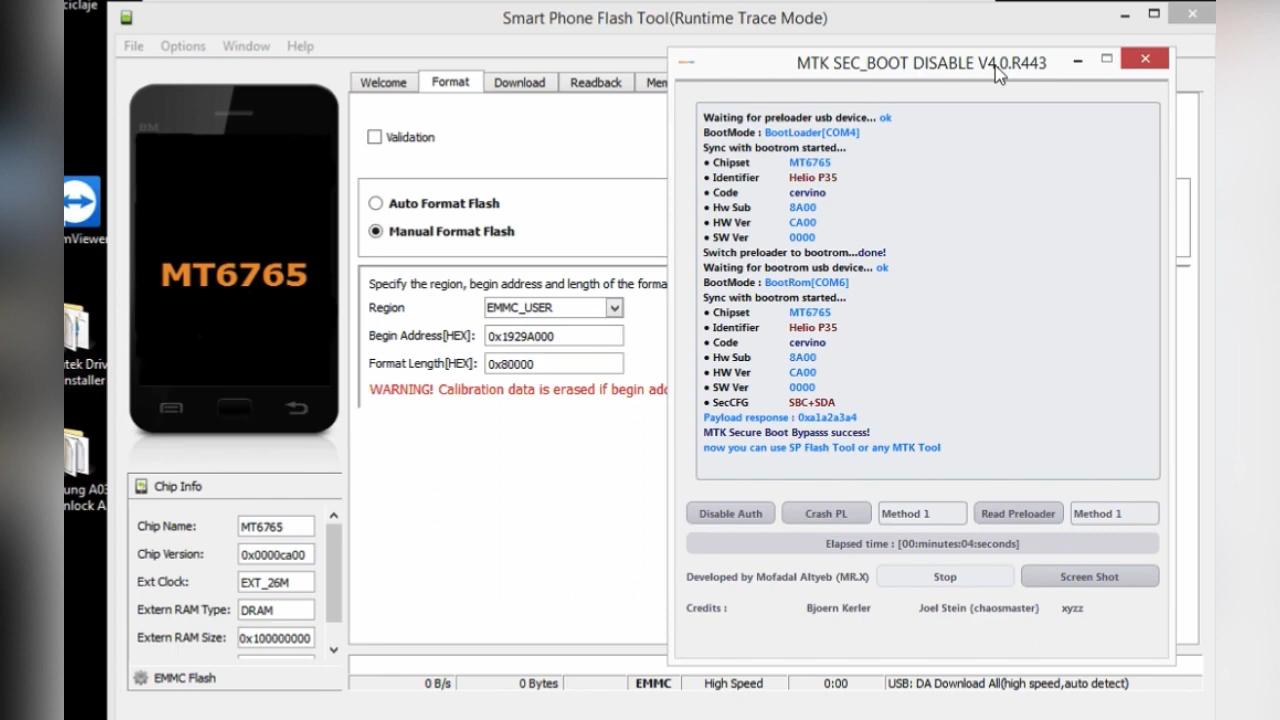 ciclaje
Smart Phone Flash Tool(Runtime Trace Mode)
File Options Window Help
MTK SEC_BOOT DISABLE V4.0.R443
Welcome Format Download Readback Mem
BM
MT6765
Validation
Auto Format Flash
Manual Format Flash
Specify the region, begin address and length of the forma
Region EMMC_USER
Begin Address[HEX]: 0x1929A000
Format Length[HEX]: 0x80000
WARNING! Calibration data is erased if begin add
Waiting for preloader usb device... ok
BootMode : BootLoader[COM4]
Sync with bootrom started...
• Chipset MT6765
• Identifier Helio P35
• Code cervino
• Hw Sub 8A00
• HW Ver CA00
• SW Ver 0000
Switch preloader to bootrom...done!
Waiting for bootrom usb device... ok
BootMode : BootRom[COM6]
Sync with bootrom started...
• Chipset MT6765
• Identifier Helio P35
• Code cervino
• Hw Sub 8A00
• HW Ver CA00
• SW Ver 0000
• SecCFG SBC+SDA
Payload response : 0xa1a2a3a4
MTK Secure Boot Bypasss success!
now you can use SP Flash Tool or any MTK Tool
Disable Auth Crash PL Method 1 Read Preloader Method 1
Elapsed time : [00:minutes:04:seconds]
Developed by Mofadal Altyeb (MR.X) Stop Screen Shot
Credits : Bjoern Kerler Joel Stein (chaosmaster) xyzz
mViewer
tek Driv
nstaller
ung A03
nlock A
Chip Info
Chip Name: MT6765
Chip Version: 0x0000ca00
Ext Clock: EXT_26M
Extern RAM Type: DRAM
Extern RAM Size: 0x100000000
EMMC Flash
0 B/s 0 Bytes EMMC High Speed 0:00 USB: DA Download All(high speed,auto detect)